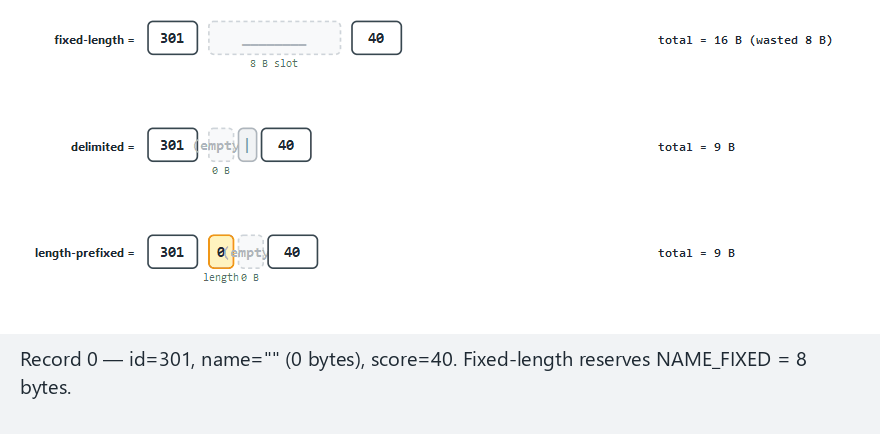 fixed-length = 301 ________ 40 total = 16 B (wasted 8 B)
8 B slot
delimited = 301 (empty | 40 total = 9 B
0 B
length-prefixed = 301 0 (empty 40 total = 9 B
length 0 B
Record 0 — id=301, name="" (0 bytes), score=40. Fixed-length reserves NAME_FIXED = 8
bytes.